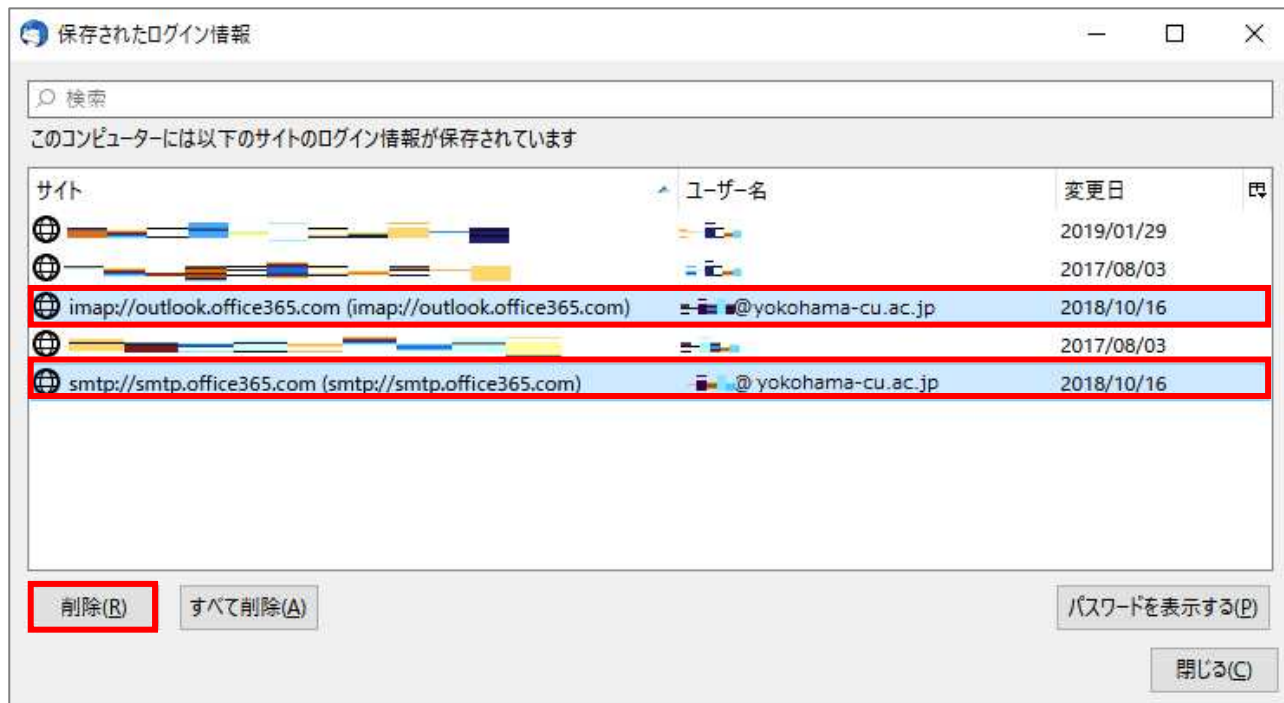 保存されたログイン情報
検索
このコンピューターには以下のサイトのログイン情報が保存されています
サイト ユーザー名 変更日
2019/01/29
2017/08/03
imap://outlook.office365.com (imap://outlook.office365.com) @yokohama-cu.ac.jp 2018/10/16
2017/08/03
smtp://smtp.office365.com (smtp://smtp.office365.com) @yokohama-cu.ac.jp 2018/10/16
削除(R) すべて削除(A) パスワードを表示する(P)
閉じる(C)